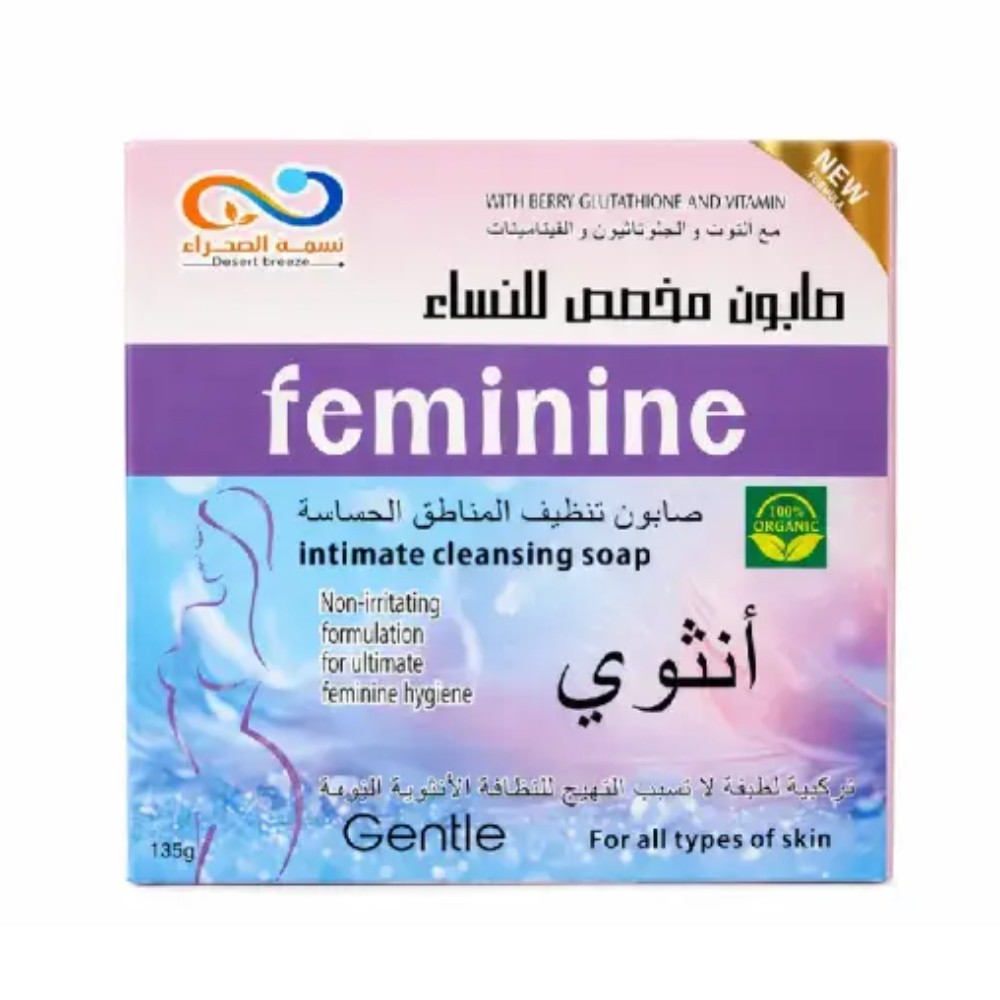 نسمة الصحراء
Desert breeze
NEW
FORMULA
WITH BERRY GLUTATHIONE AND VITAMIN
مع التوت و الجلوتاثيون و الفيتامينات
صابون مخصص للنساء
feminine
صابون تنظيف المناطق الحساسة
intimate cleansing soap
100%
ORGANIC
Non-irritating
formulation
for ultimate
feminine hygiene
أنثوي
تركيبة لطيفة لا تسبب التهيج للنظافة الأنثوية اليومة
Gentle
For all types of skin
135g